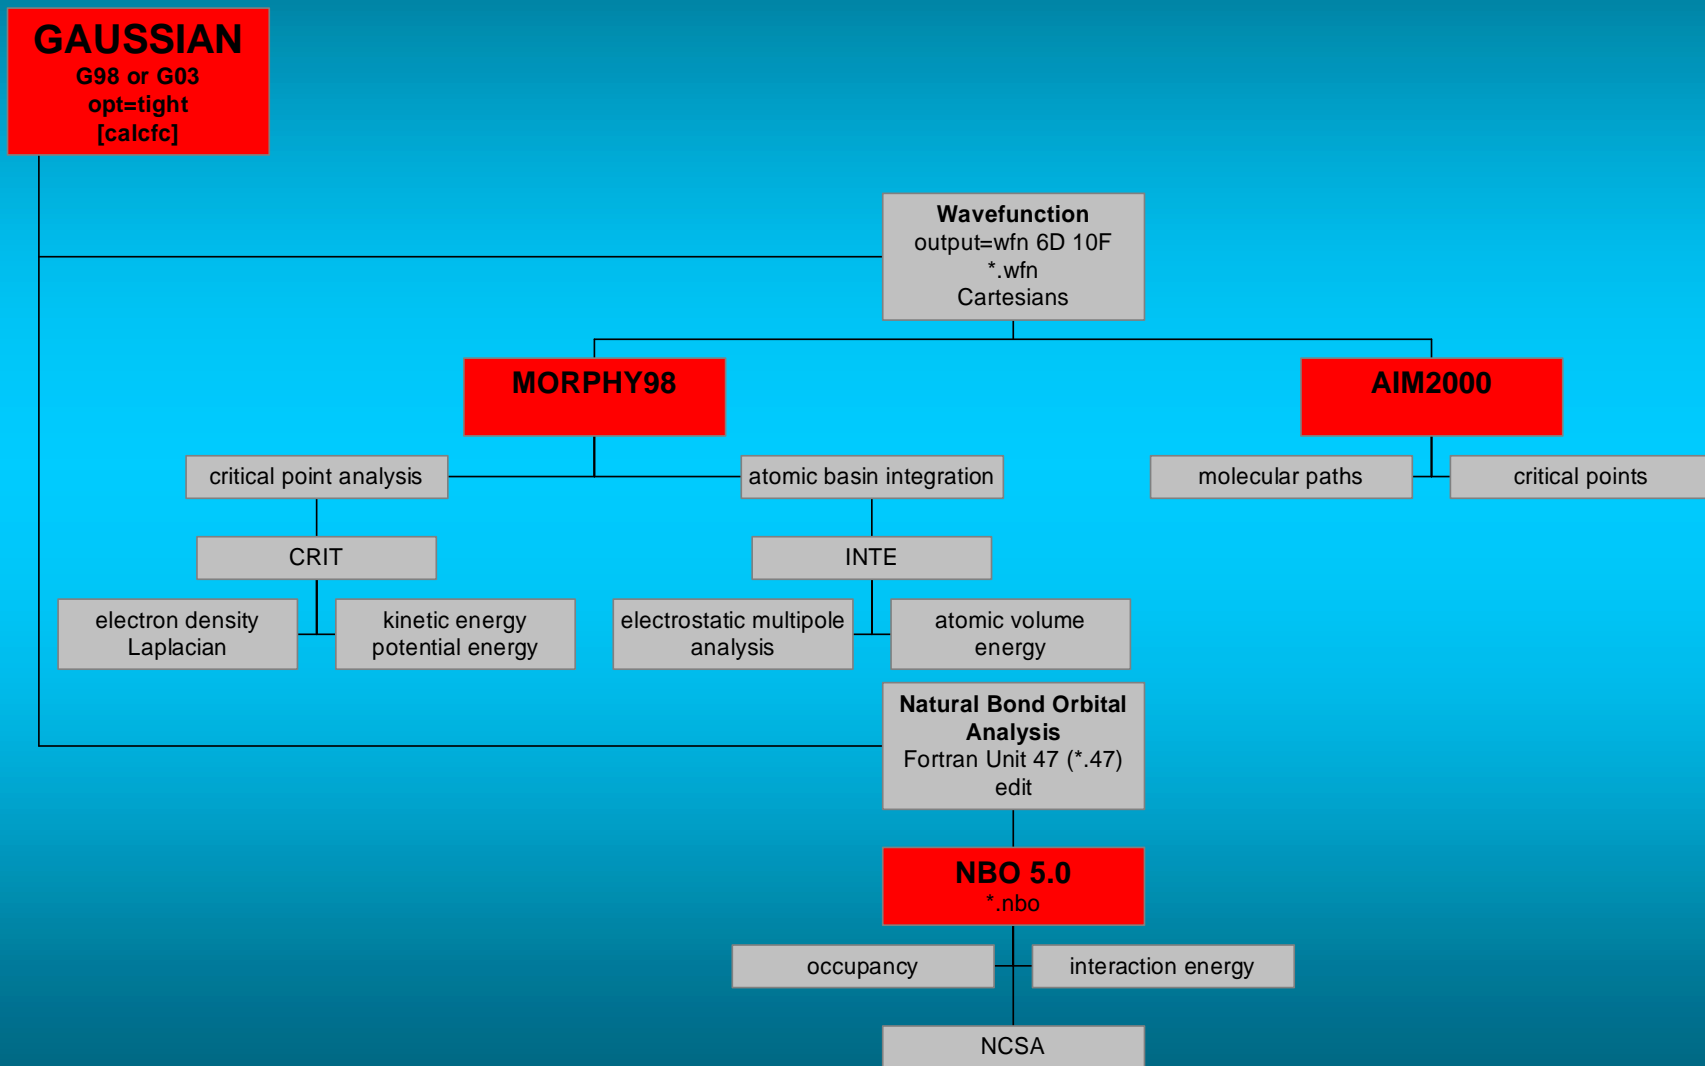 GAUSSIAN
G98 or G03
opt=tight
[calcfc]
Wavefunction
output=wfn 6D 10F
*.wfn
Cartesians
MORPHY98
AIM2000
critical point analysis
atomic basin integration
molecular paths
critical points
CRIT
INTE
electron density
Laplacian
kinetic energy
potential energy
electrostatic multipole
analysis
atomic volume
energy
Natural Bond Orbital
Analysis
Fortran Unit 47 (*.47)
edit
NBO 5.0
*.nbo
occupancy
interaction energy
NCSA